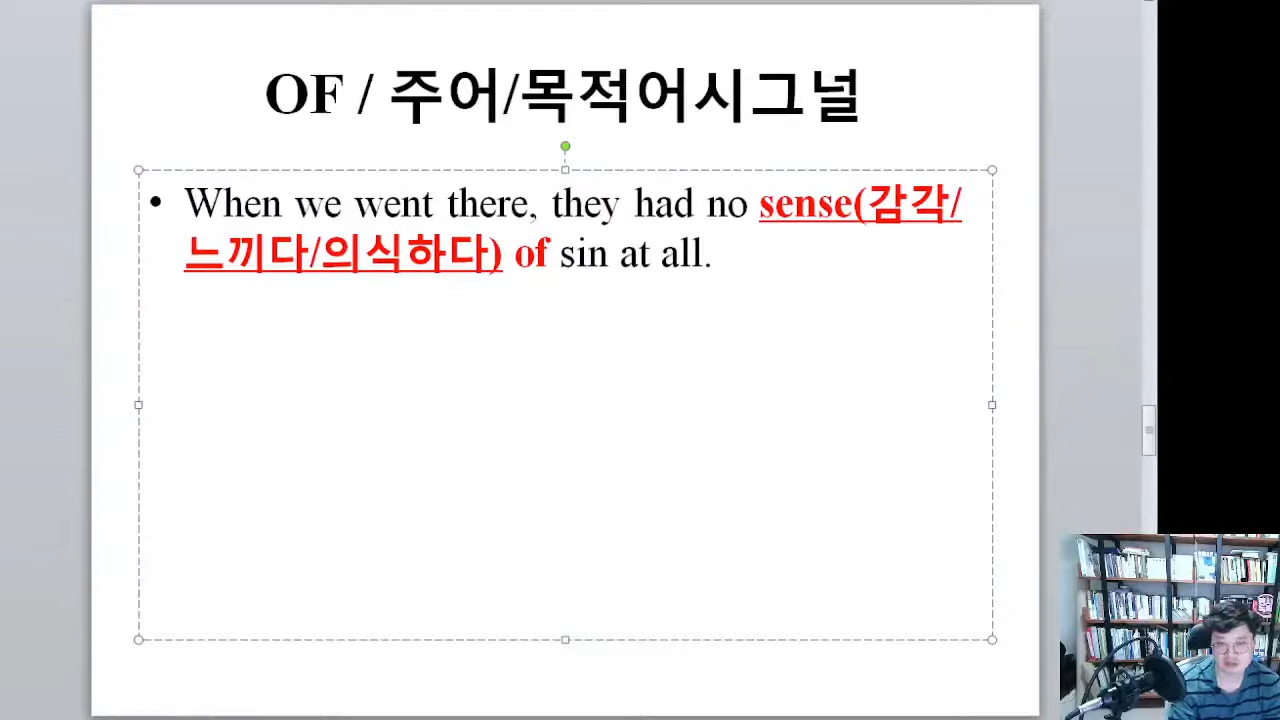 OF / 주어/목적어시그널
• When we went there, they had no sense(감각/
느끼다/의식하다) of sin at all.